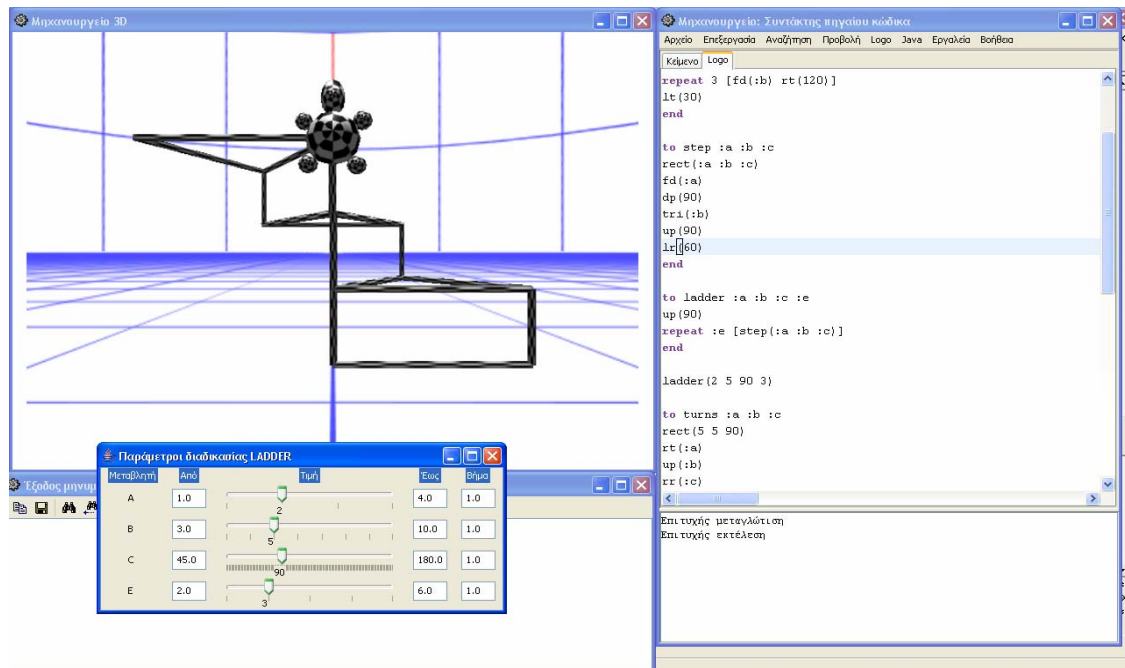 Μηχανουργείο 3D
Μηχανουργείο: Συντάκτης πηγαίου κώδικα
Αρχείο Επεξεργασία Αναζήτηση Προβολή Logo Java Εργαλεία Βοήθεια
Κείμενο Logo
repeat 3 [fd(:b) rt(120)]
lt(30)
end
to step :a :b :c
rect(:a :b :c)
fd(:a)
dp(90)
tri(:b)
up(90)
lr(60)
end
to ladder :a :b :c :e
up(90)
repeat :e [step(:a :b :c)]
end
ladder(2 5 90 3)
to turns :a :b :c
rect(5 5 90)
rt(:a)
up(:b)
rr(:c)
Επιτυχής μεταγλώτιση
Επιτυχής εκτέλεση
Παράμετροι διαδικασίας LADDER
Μεταβλητή Από Τιμή Έως Βήμα
A 1.0 2 4.0 1.0
B 3.0 5 10.0 1.0
C 45.0 90 180.0 1.0
E 2.0 3 6.0 1.0
Έξοδος